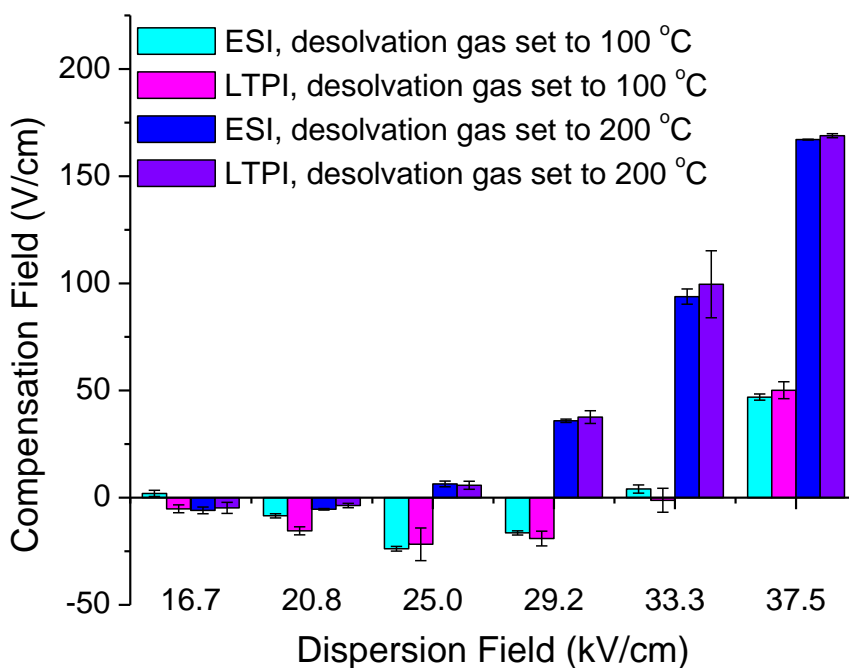 ESI, desolvation gas set to 100 °C
LTPI, desolvation gas set to 100 °C
ESI, desolvation gas set to 200 °C
LTPI, desolvation gas set to 200 °C
200
150
100
50
0
-50
Compensation Field (V/cm)
16.7 20.8 25.0 29.2 33.3 37.5
Dispersion Field (kV/cm)